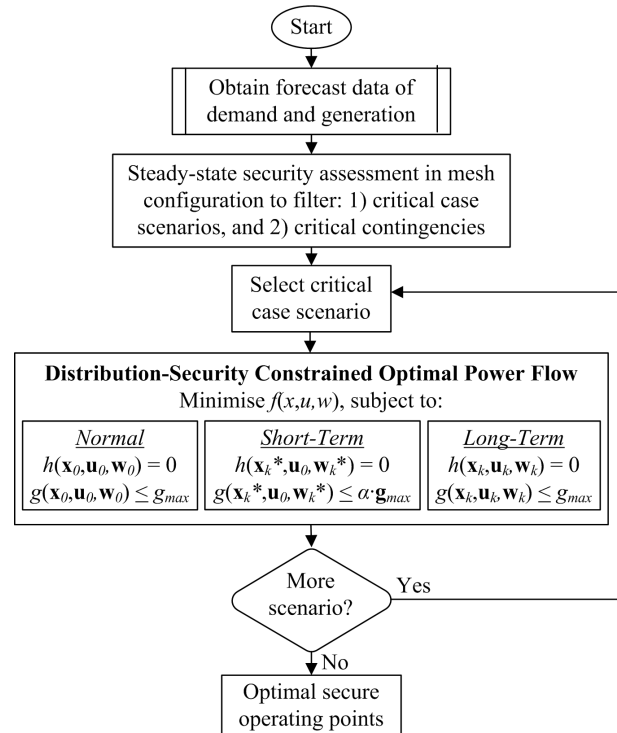 Start
Obtain forecast data of
demand and generation
Steady-state security assessment in mesh
configuration to filter: 1) critical case
scenarios, and 2) critical contingencies
Select critical
case scenario
Distribution-Security Constrained Optimal Power Flow
Minimise f(x,u,w), subject to:
Normal
h(x₀,u₀,w₀) = 0
g(x₀,u₀,w₀) ≤ gₘₐₓ
Short-Term
h(xₖ*,u₀,wₖ*) = 0
g(xₖ*,u₀,wₖ*) ≤ α·gₘₐₓ
Long-Term
h(xₖ,uₖ,wₖ) = 0
g(xₖ,uₖ,wₖ) ≤ gₘₐₓ
More
scenario?
Yes
No
Optimal secure
operating points